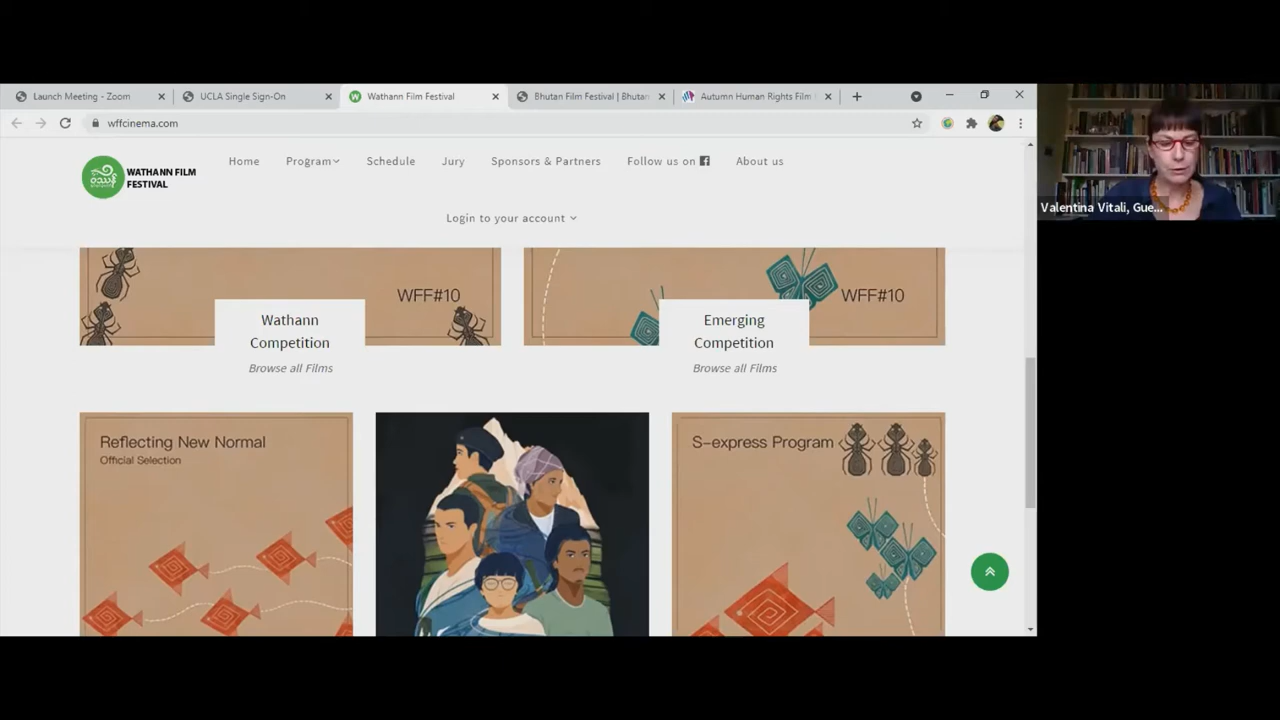 Launch Meeting - Zoom
UCLA Single Sign-On
Wathann Film Festival
Bhutan Film Festival | Bhutan
Autumn Human Rights Film
wffcinema.com
WATHANN FILM
FESTIVAL
Home
Program
Schedule
Jury
Sponsors & Partners
Follow us on
About us
Login to your account
Valentina Vitali, Gue...
WFF#10
WFF#10
Wathann
Competition
Browse all Films
Emerging
Competition
Browse all Films
Reflecting New Normal
Official Selection
S-express Program